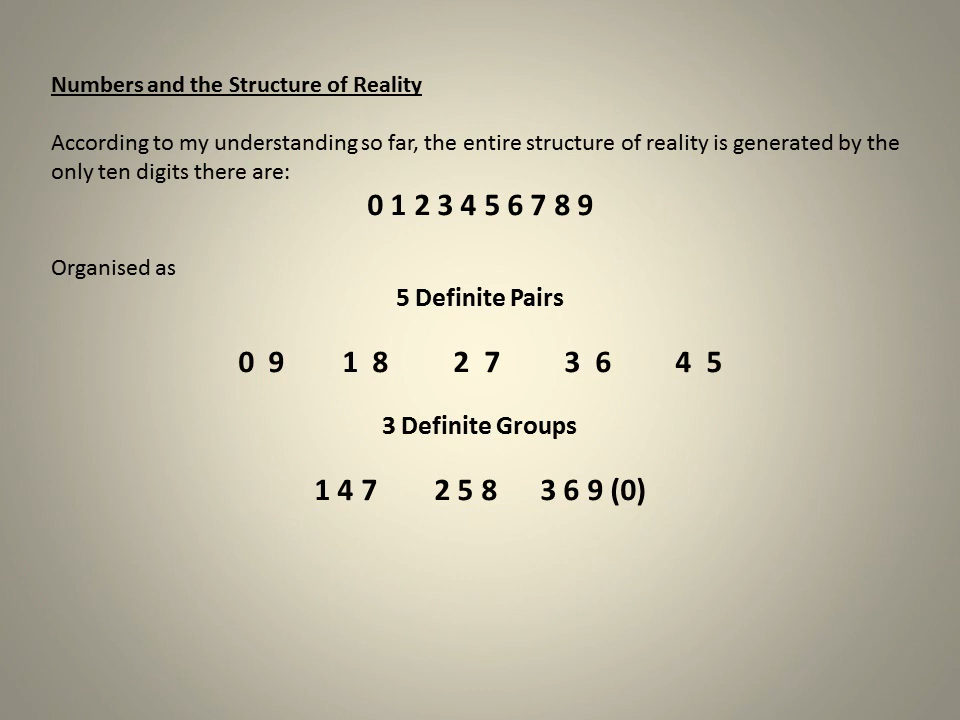 Numbers and the Structure of Reality
According to my understanding so far, the entire structure of reality is generated by the
only ten digits there are:
0 1 2 3 4 5 6 7 8 9
Organised as
5 Definite Pairs
0 9 1 8 2 7 3 6 4 5
3 Definite Groups
1 4 7 2 5 8 3 6 9 (0)